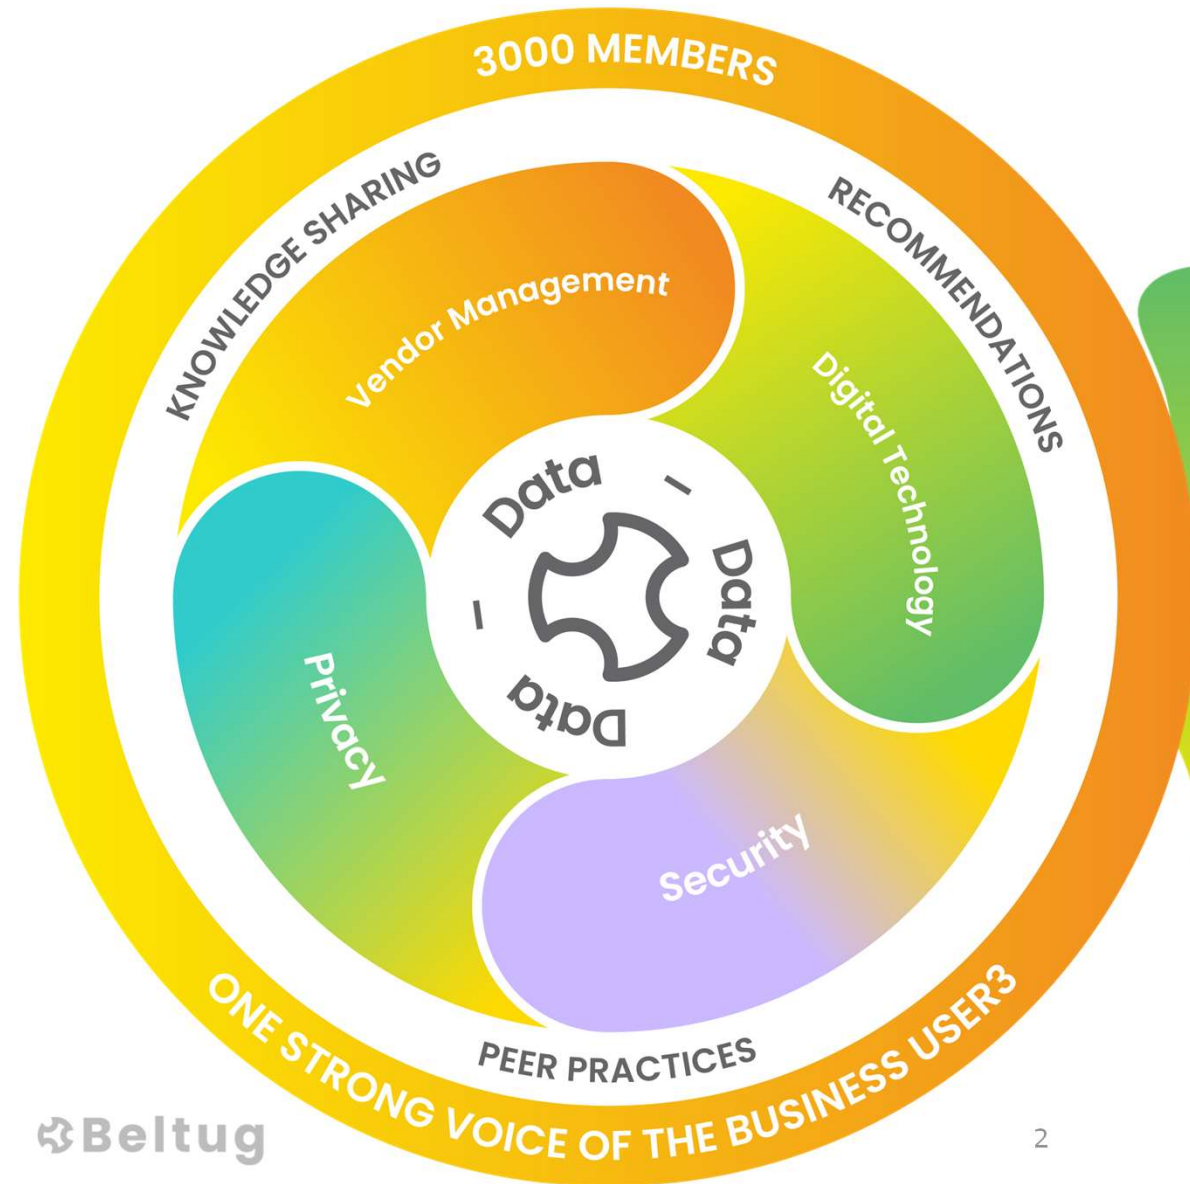 3000 MEMBERS
KNOWLEDGE SHARING
RECOMMENDATIONS
Vendor Management
Digital Technology
Data – Data
Data –
Privacy
Security
PEER PRACTICES
ONE STRONG VOICE OF THE BUSINESS USER3
Beltug
2